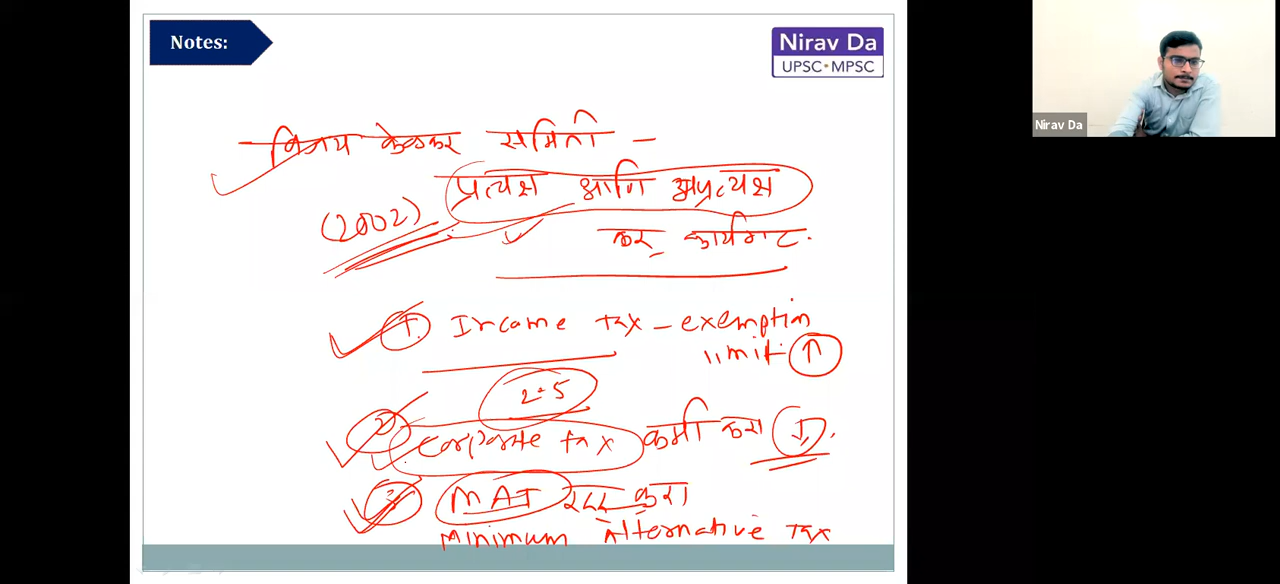 Notes:
Nirav Da
UPSC • MPSC
Nirav Da
विजय केळकर समिती -
प्रत्यक्ष आणि अप्रत्यक्ष
(2002)
कर कार्यगट.
1. Income tax - exemption
limit ↑
2.5
2) Corporate tax कमी करा ↓.
3) MAT रद्द करा
Minimum Alternative Tax